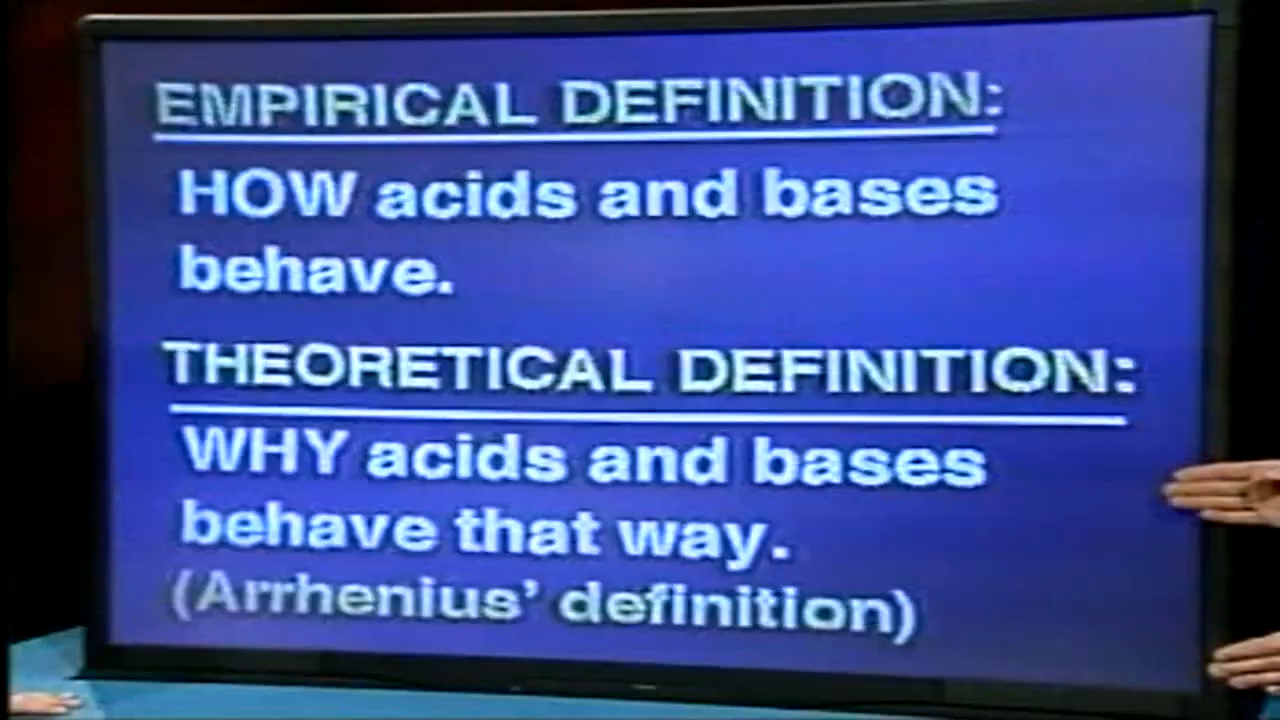 EMPIRICAL DEFINITION:
HOW acids and bases
behave.
THEORETICAL DEFINITION:
WHY acids and bases
behave that way.
(Arrhenius’ definition)